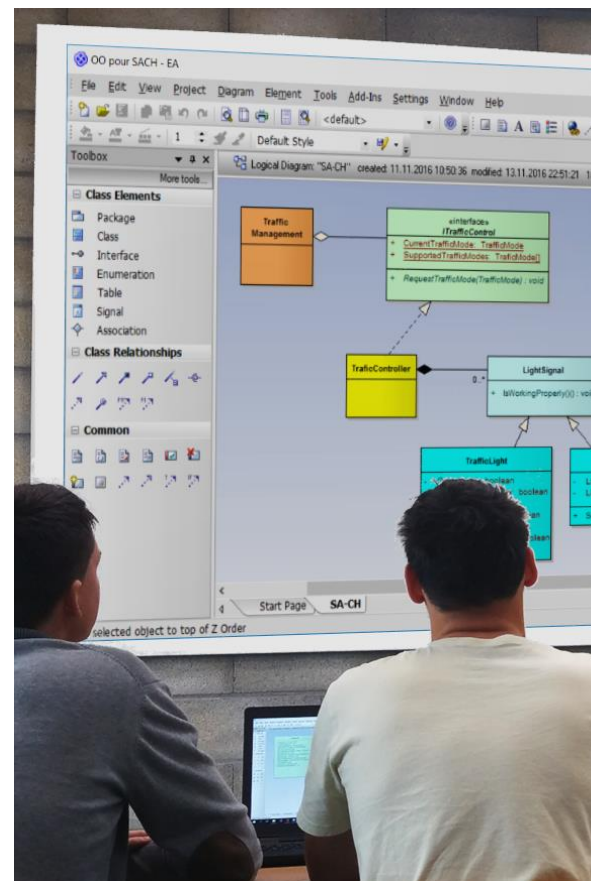 OO pour SACH - EA
File Edit View Project Diagram Element Tools Add-Ins Settings Window Help
<default>
1 Default Style
Toolbox
More tools...
Logical Diagram: "SA-CH" created: 11.11.2016 10:50:36 modified: 13.11.2016 22:51:21
Class Elements
Package
Class
Interface
Enumeration
Table
Signal
Association
Class Relationships
Common
Traffic
Management
«interface»
ITrafficControl
+ CurrentTrafficMode: TrafficMode
+ SupportedTrafficModes: TraficMode[]
+ RequestTrafficMode(TrafficMode) : void
TraficController
0..*
LightSignal
+ IsWorkingProperly() : void
TrafficLight
boolean
boolean
Start Page SA-CH
selected object to top of Z Order